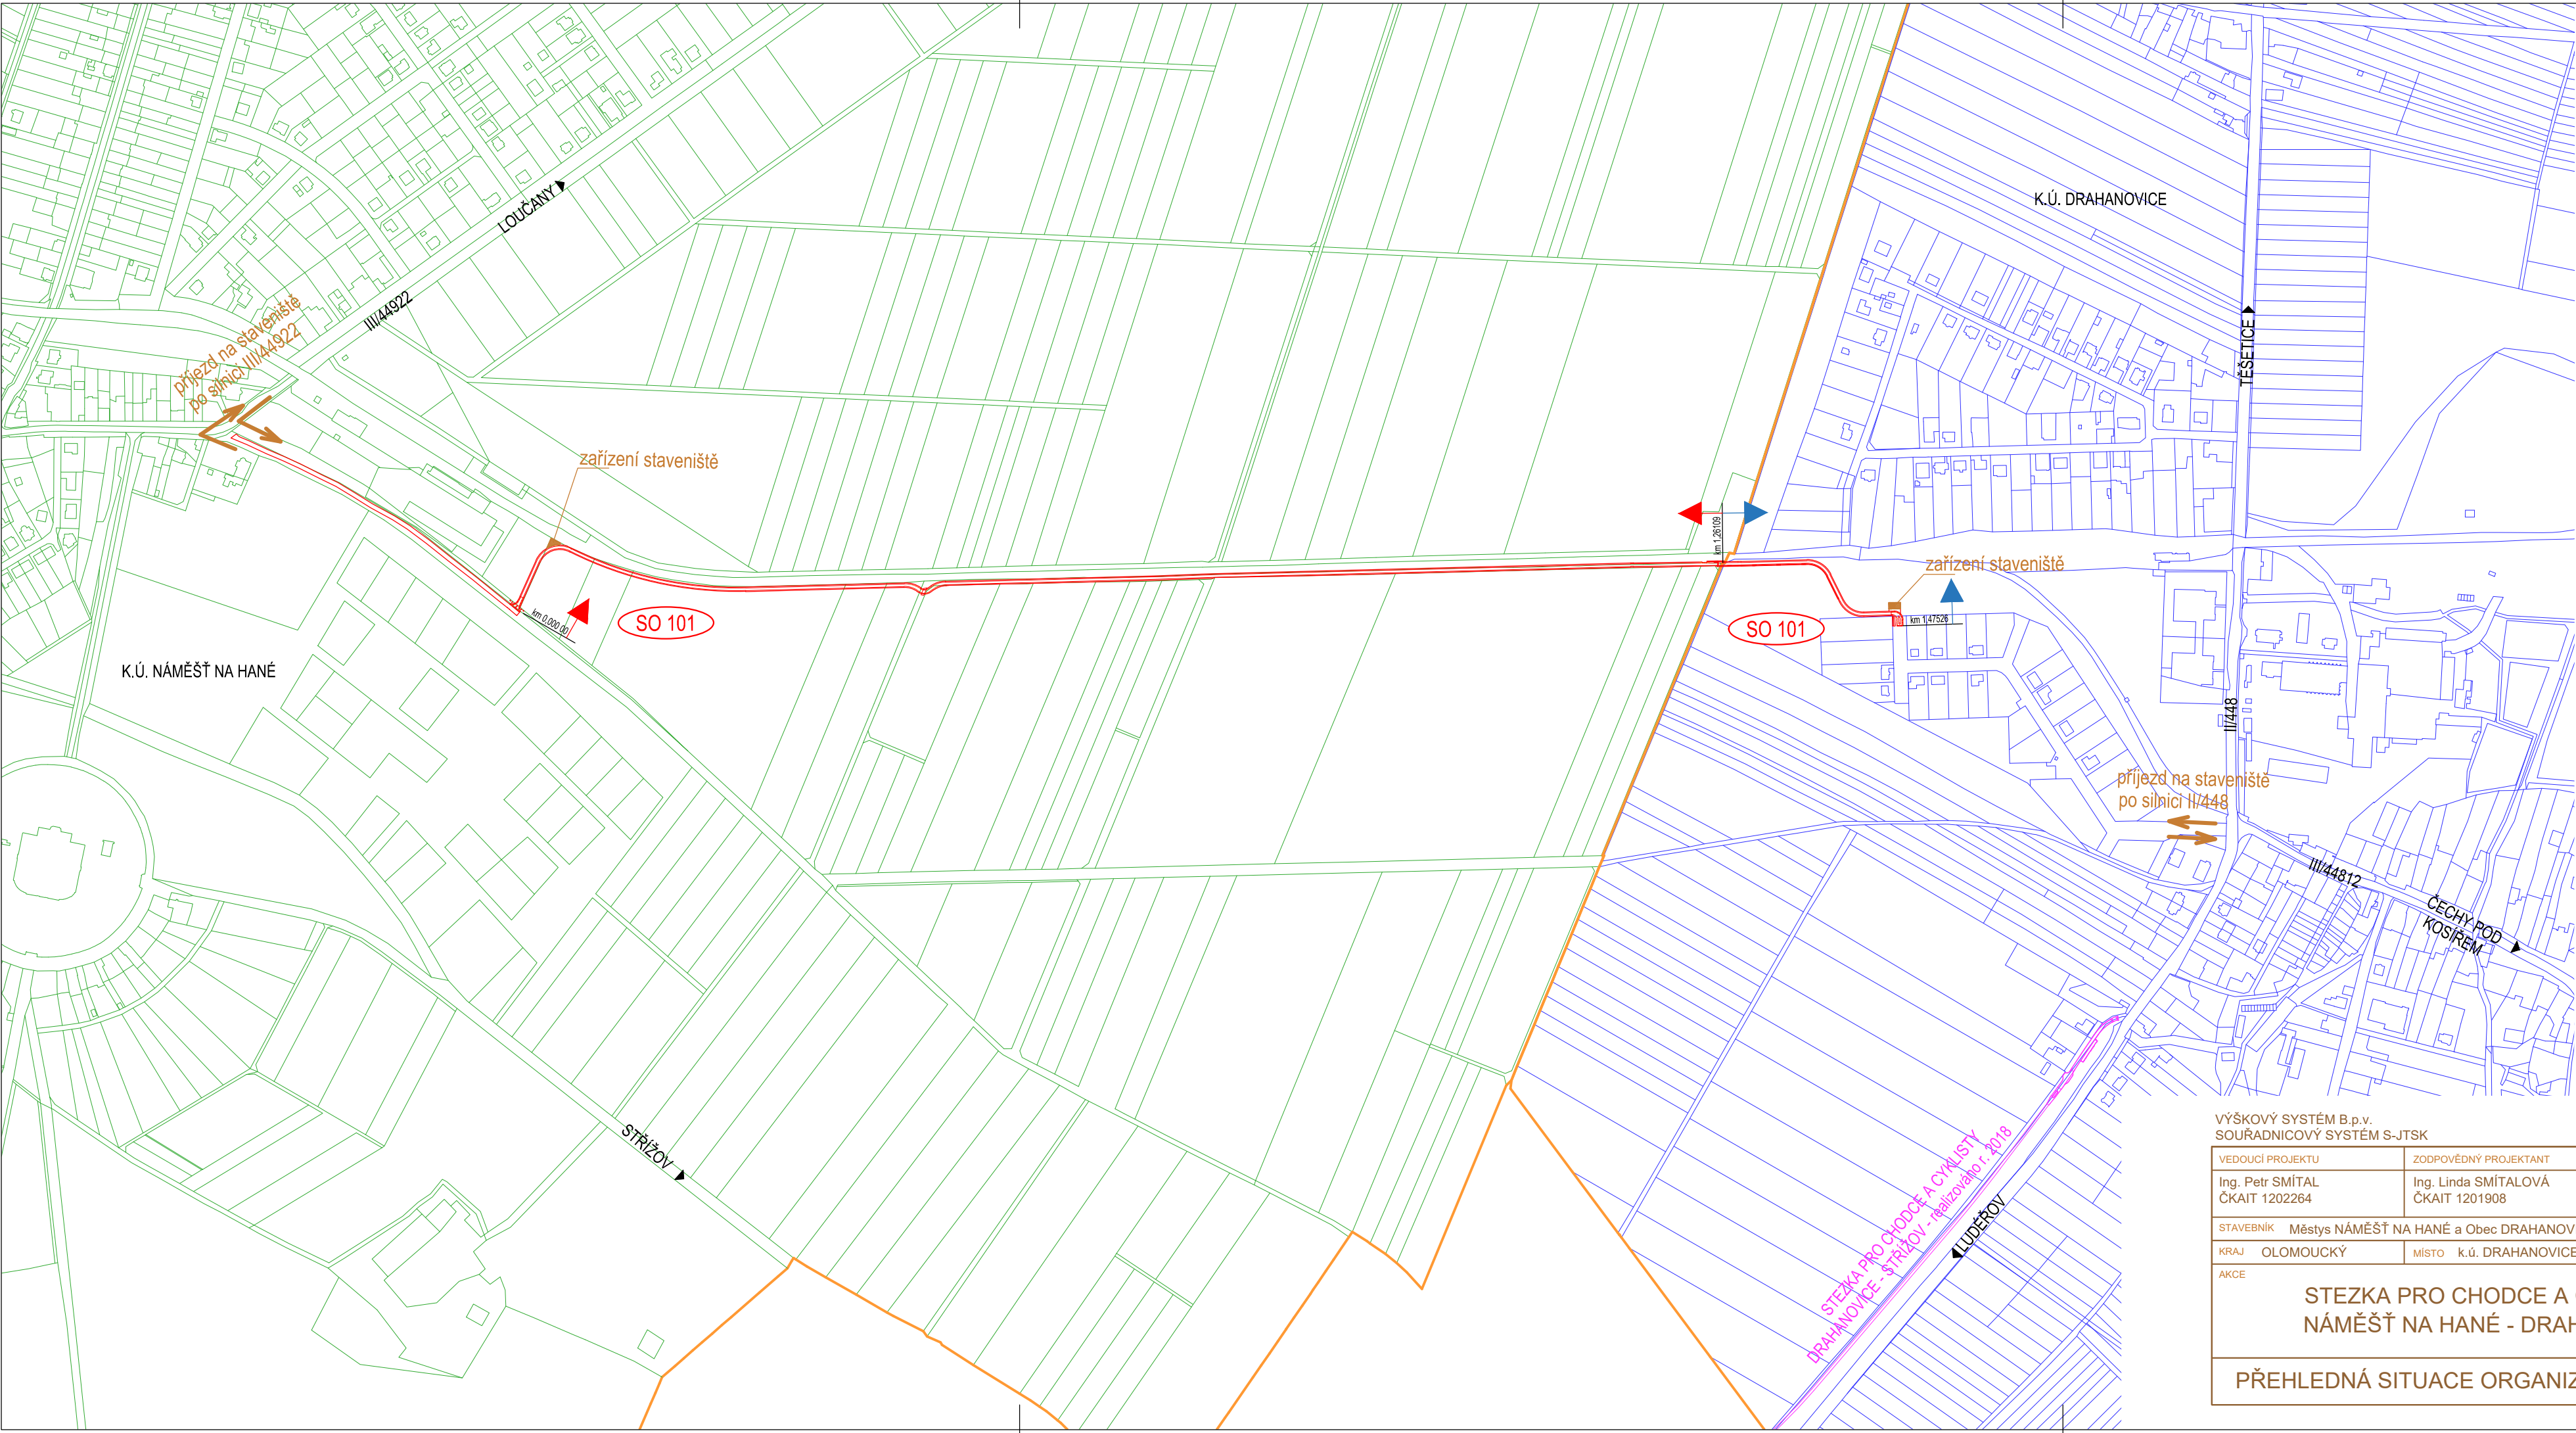 K.Ú. DRAHANOVICE
LOUČANY
III/44922
příjezd na staveniště
po silnici III/44922
TĚŠETICE
zařízení staveniště
km 1,26109
zařízení staveniště
km 0,000 00
SO 101
SO 101
km 1,47526
K.Ú. NÁMĚŠŤ NA HANÉ
II/448
příjezd na staveniště
po silnici II/448
III/44812
ČECHY POD
KOSÍŘEM
STŘÍŽOV
STEZKA PRO CHODCE A CYKLISTY
DRAHANOVICE - STŘÍŽOV - realizováno r. 2018
LUDÉŘOV
VÝŠKOVÝ SYSTÉM B.p.v.
SOUŘADNICOVÝ SYSTÉM S-JTSK
VEDOUCÍ PROJEKTU
ZODPOVĚDNÝ PROJEKTANT
Ing. Petr SMÍTAL
ČKAIT 1202264
Ing. Linda SMÍTALOVÁ
ČKAIT 1201908
STAVEBNÍK Městys NÁMĚŠŤ NA HANÉ a Obec DRAHANOV
KRAJ OLOMOUCKÝ
MÍSTO k.ú. DRAHANOVICE
AKCE
STEZKA PRO CHODCE A
NÁMĚŠŤ NA HANÉ - DRAH
PŘEHLEDNÁ SITUACE ORGANIZ